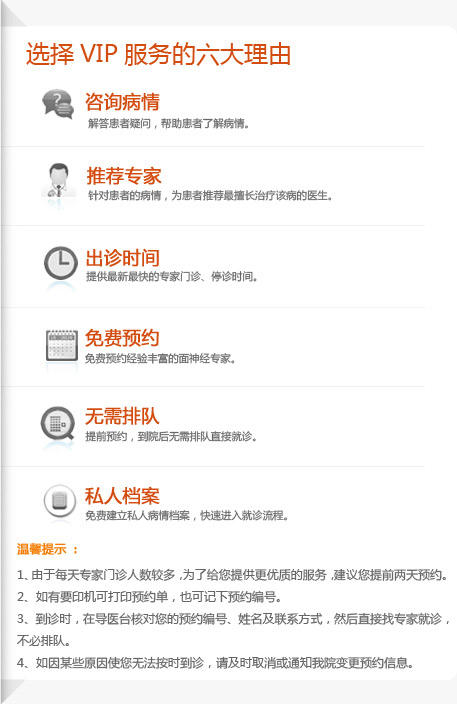 选择 VIP 服务的六大理由
咨询病情
解答患者疑问，帮助患者了解病情。
推荐专家
针对患者的病情，为患者推荐最擅长治疗该病的医生。
出诊时间
提供最新最快的专家门诊、停诊时间。
免费预约
免费预约经验丰富的面神经专家。
无需排队
提前预约，到院后无需排队直接就诊。
私人档案
免费建立私人病情档案，快速进入就诊流程。
温馨提示 ：
1、由于每天专家门诊人数较多，为了给您提供更优质的服务，建议您提前两天预约。
2、如有要印机可打印预约单，也可记下预约编号。
3、到诊时，在导医台核对您的预约编号、姓名及联系方式，然后直接找专家就诊，
不必排队。
4、如因某些原因使您无法按时到诊，请及时取消或通知我院变更预约信息。